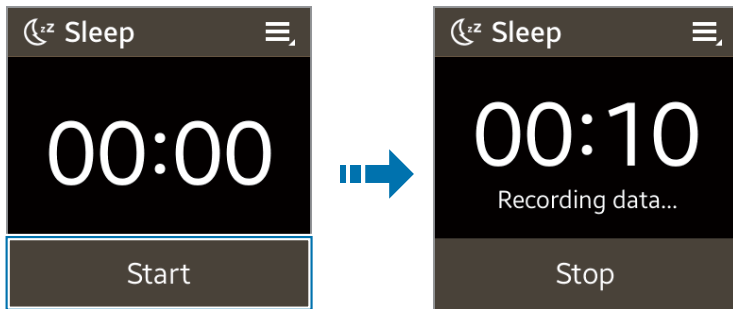 Sleep
00:00
Start
Sleep
00:10
Recording data...
Stop